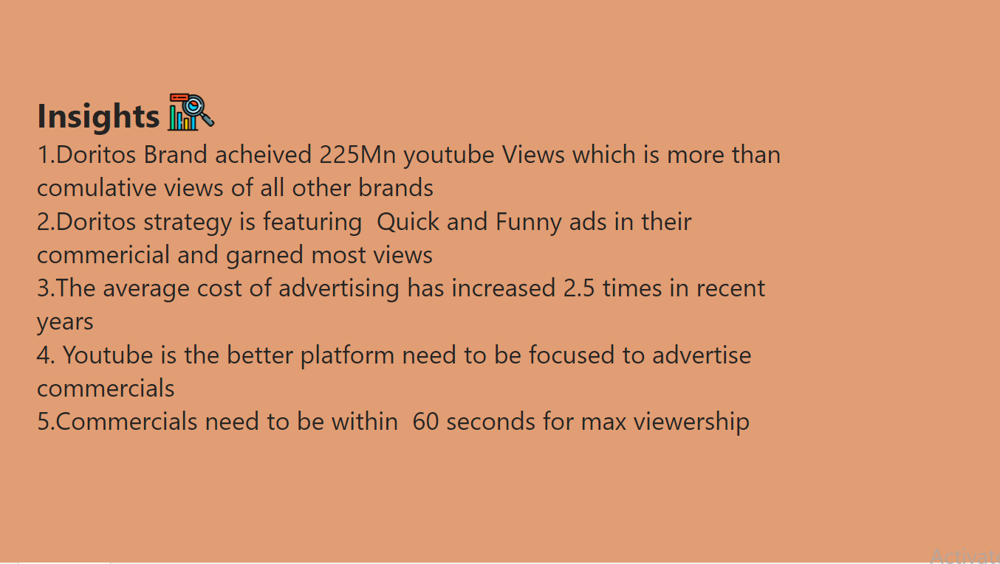 Insights
1.Doritos Brand acheived 225Mn youtube Views which is more than
comulative views of all other brands
2.Doritos strategy is featuring  Quick and Funny ads in their
commericial and garned most views
3.The average cost of advertising has increased 2.5 times in recent
years
4. Youtube is the better platform need to be focused to advertise
commercials
5.Commercials need to be within  60 seconds for max viewership
Activate